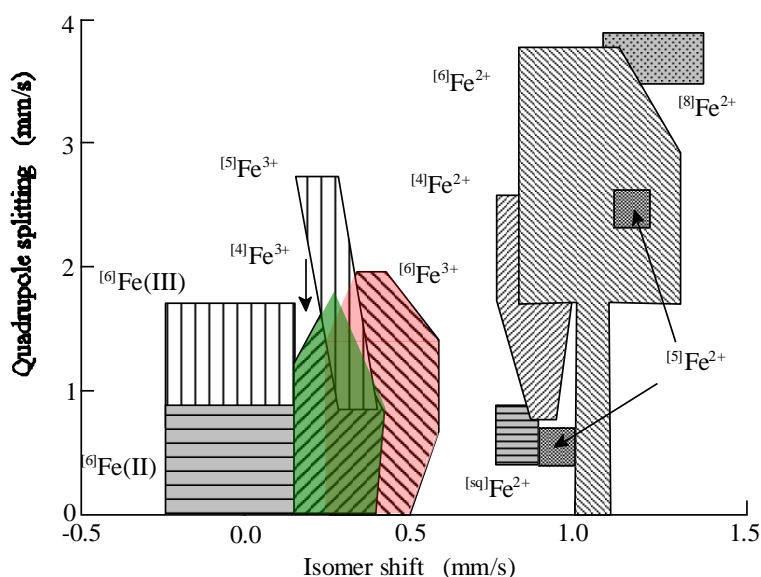 4
3
2
1
0
-0.5
0.0
0.5
1.0
1.5
Quadrupole splitting (mm/s)
Isomer shift (mm/s)
[6]Fe(III)
[6]Fe(II)
[5]Fe3+
[4]Fe3+
[6]Fe3+
[6]Fe2+
[4]Fe2+
[8]Fe2+
[5]Fe2+
[sq]Fe2+